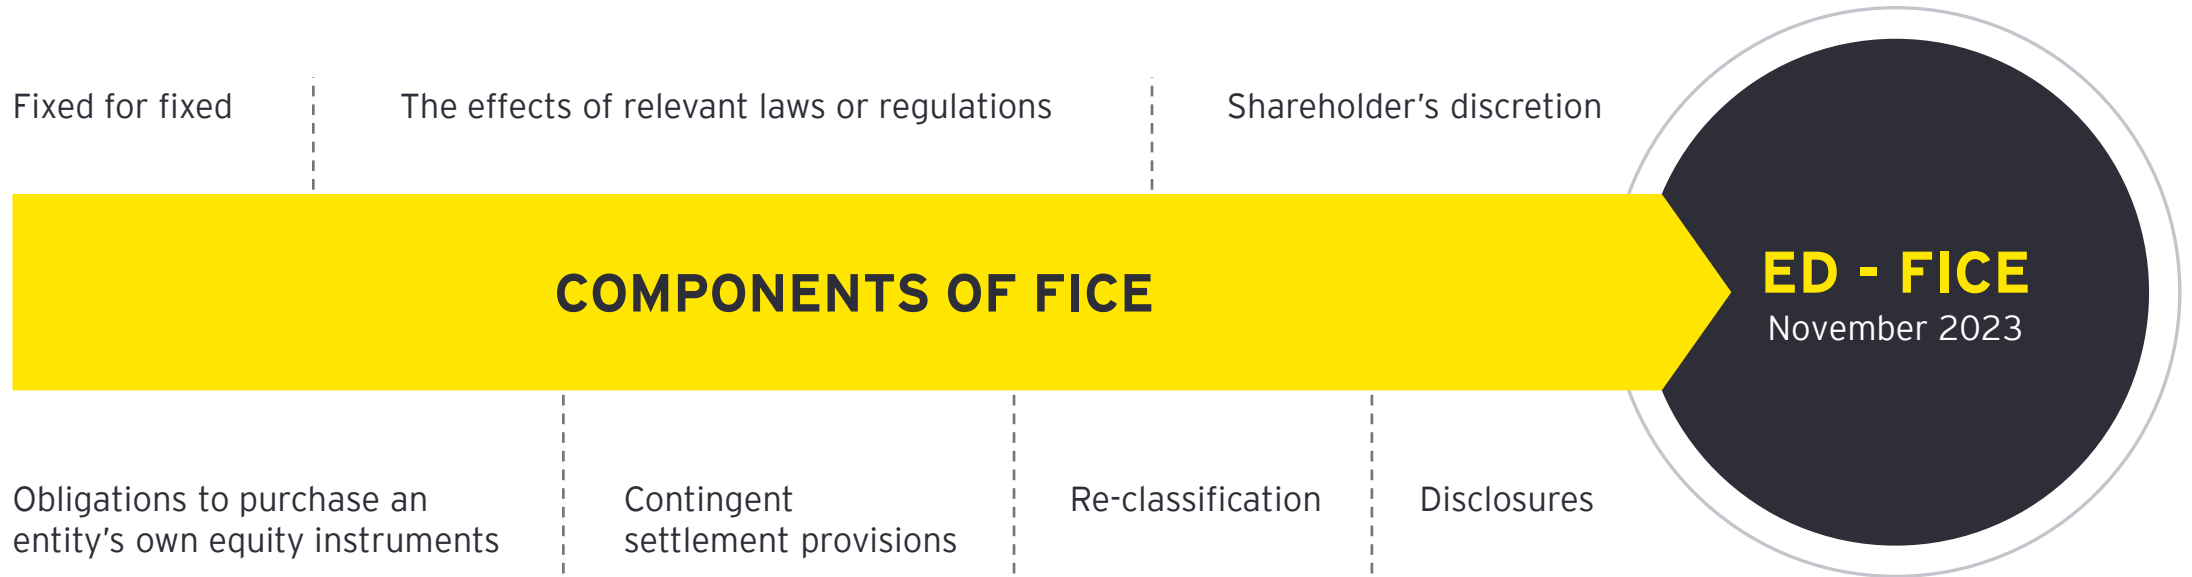 Fixed for fixed
The effects of relevant laws or regulations
Shareholder’s discretion
COMPONENTS OF FICE
ED - FICE
November 2023
Obligations to purchase an
entity’s own equity instruments
Contingent
settlement provisions
Re-classification
Disclosures